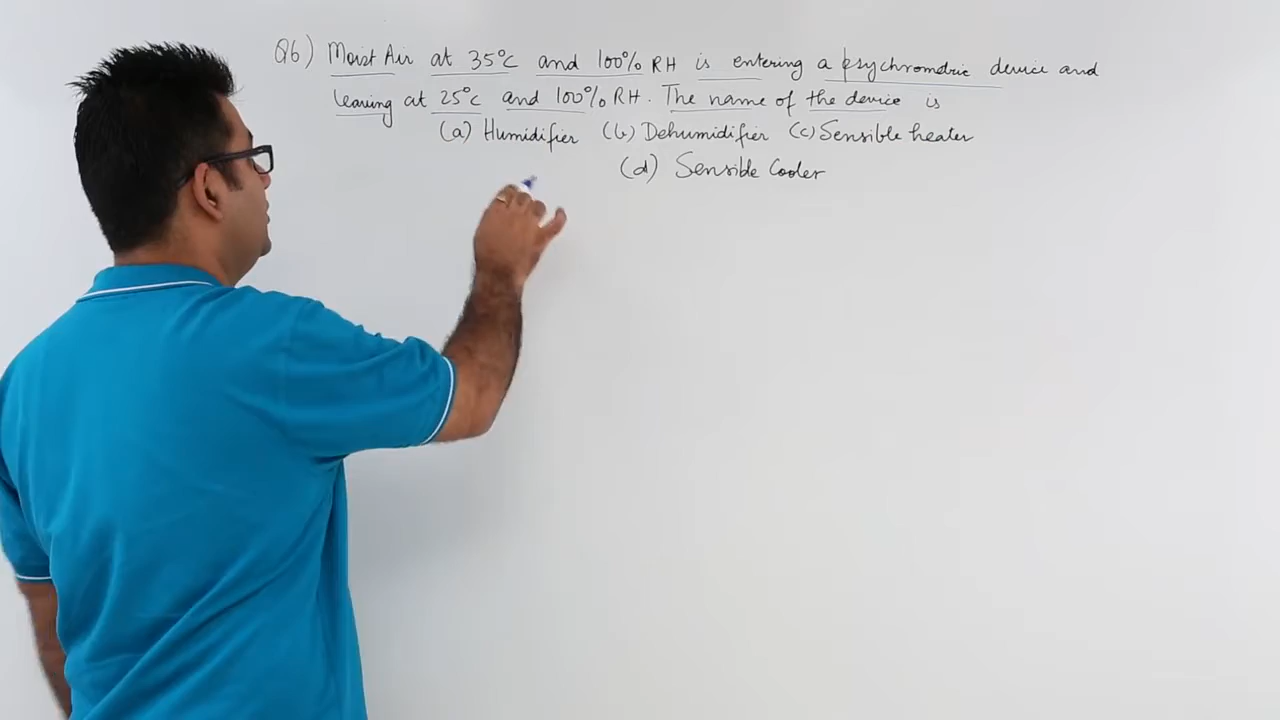 Q6) Moist Air at 35°C and 100% RH is entering a psychrometric device and
leaving at 25°C and 100% RH. The name of the device is
(a) Humidifier (b) Dehumidifier (c) Sensible heater
(d) Sensible Cooler